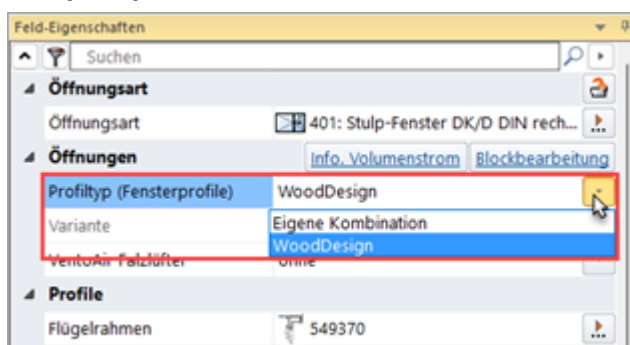 Feld-Eigenschaften
Suchen
Öffnungsart
Öffnungsart 401: Stulp-Fenster DK/D DIN rech...
Öffnungen Info. Volumenstrom Blockbearbeitung
Profiltyp (Fensterprofile) WoodDesign
Variante Eigene Kombination
WoodDesign
VentoAir Falzlüfter ohne
Profile
Flügelrahmen 549370